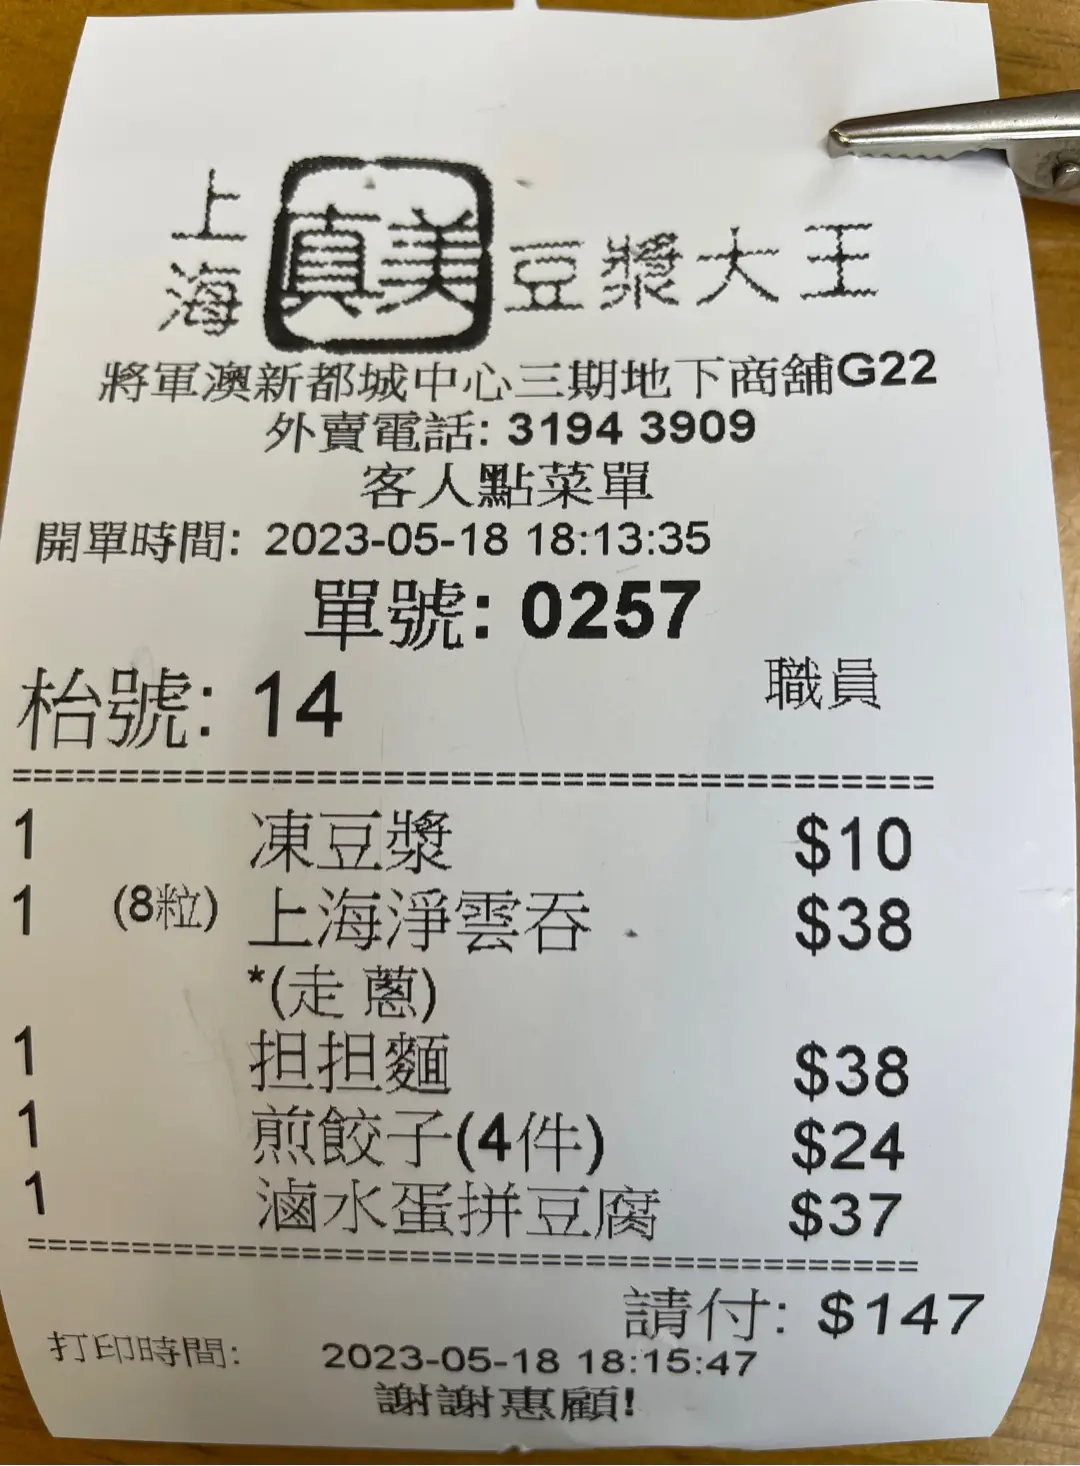 上海真美豆漿大王
將軍澳新都城中心三期地下商舖G22
外賣電話: 3194 3909
客人點菜單
開單時間: 2023-05-18 18:13:35
單號: 0257
枱號: 14 職員
========================================
1 凍豆漿 $10
1 (8粒) 上海淨雲吞 $38
*(走 蔥)
1 担担麵 $38
1 煎餃子(4件) $24
1 滷水蛋拼豆腐 $37
========================================
請付: $147
打印時間: 2023-05-18 18:15:47
謝謝惠顧!